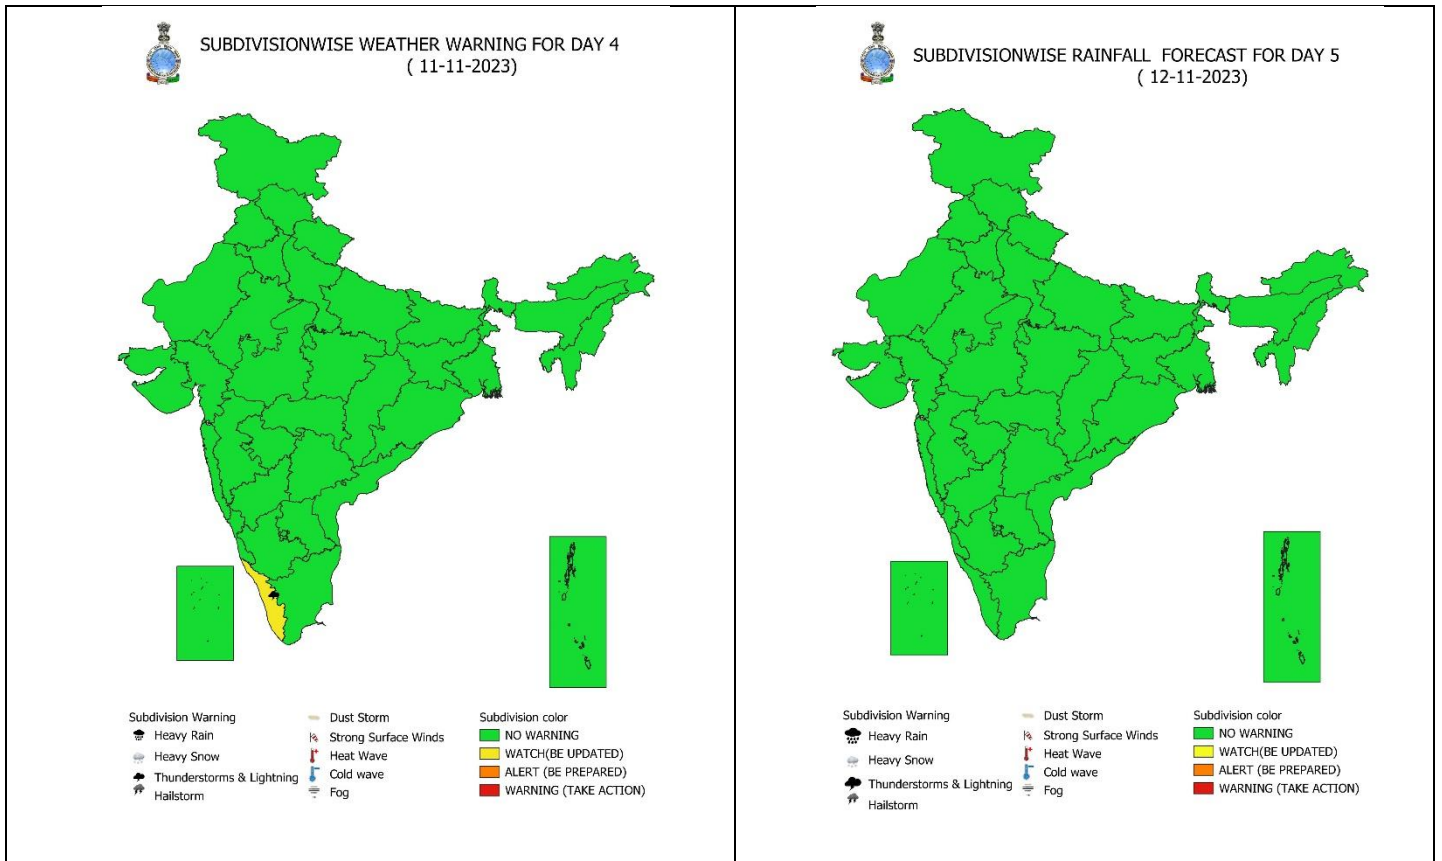 SUBDIVISIONWISE WEATHER WARNING FOR DAY 4
( 11-11-2023)
Subdivision Warning
Heavy Rain
Heavy Snow
Thunderstorms & Lightning
Hailstorm
Dust Storm
Strong Surface Winds
Heat Wave
Cold wave
Fog
Subdivision color
NO WARNING
WATCH(BE UPDATED)
ALERT (BE PREPARED)
WARNING (TAKE ACTION)
SUBDIVISIONWISE RAINFALL FORECAST FOR DAY 5
( 12-11-2023)
Subdivision Warning
Heavy Rain
Heavy Snow
Thunderstorms & Lightning
Hailstorm
Dust Storm
Strong Surface Winds
Heat Wave
Cold wave
Fog
Subdivision color
NO WARNING
WATCH(BE UPDATED)
ALERT (BE PREPARED)
WARNING (TAKE ACTION)